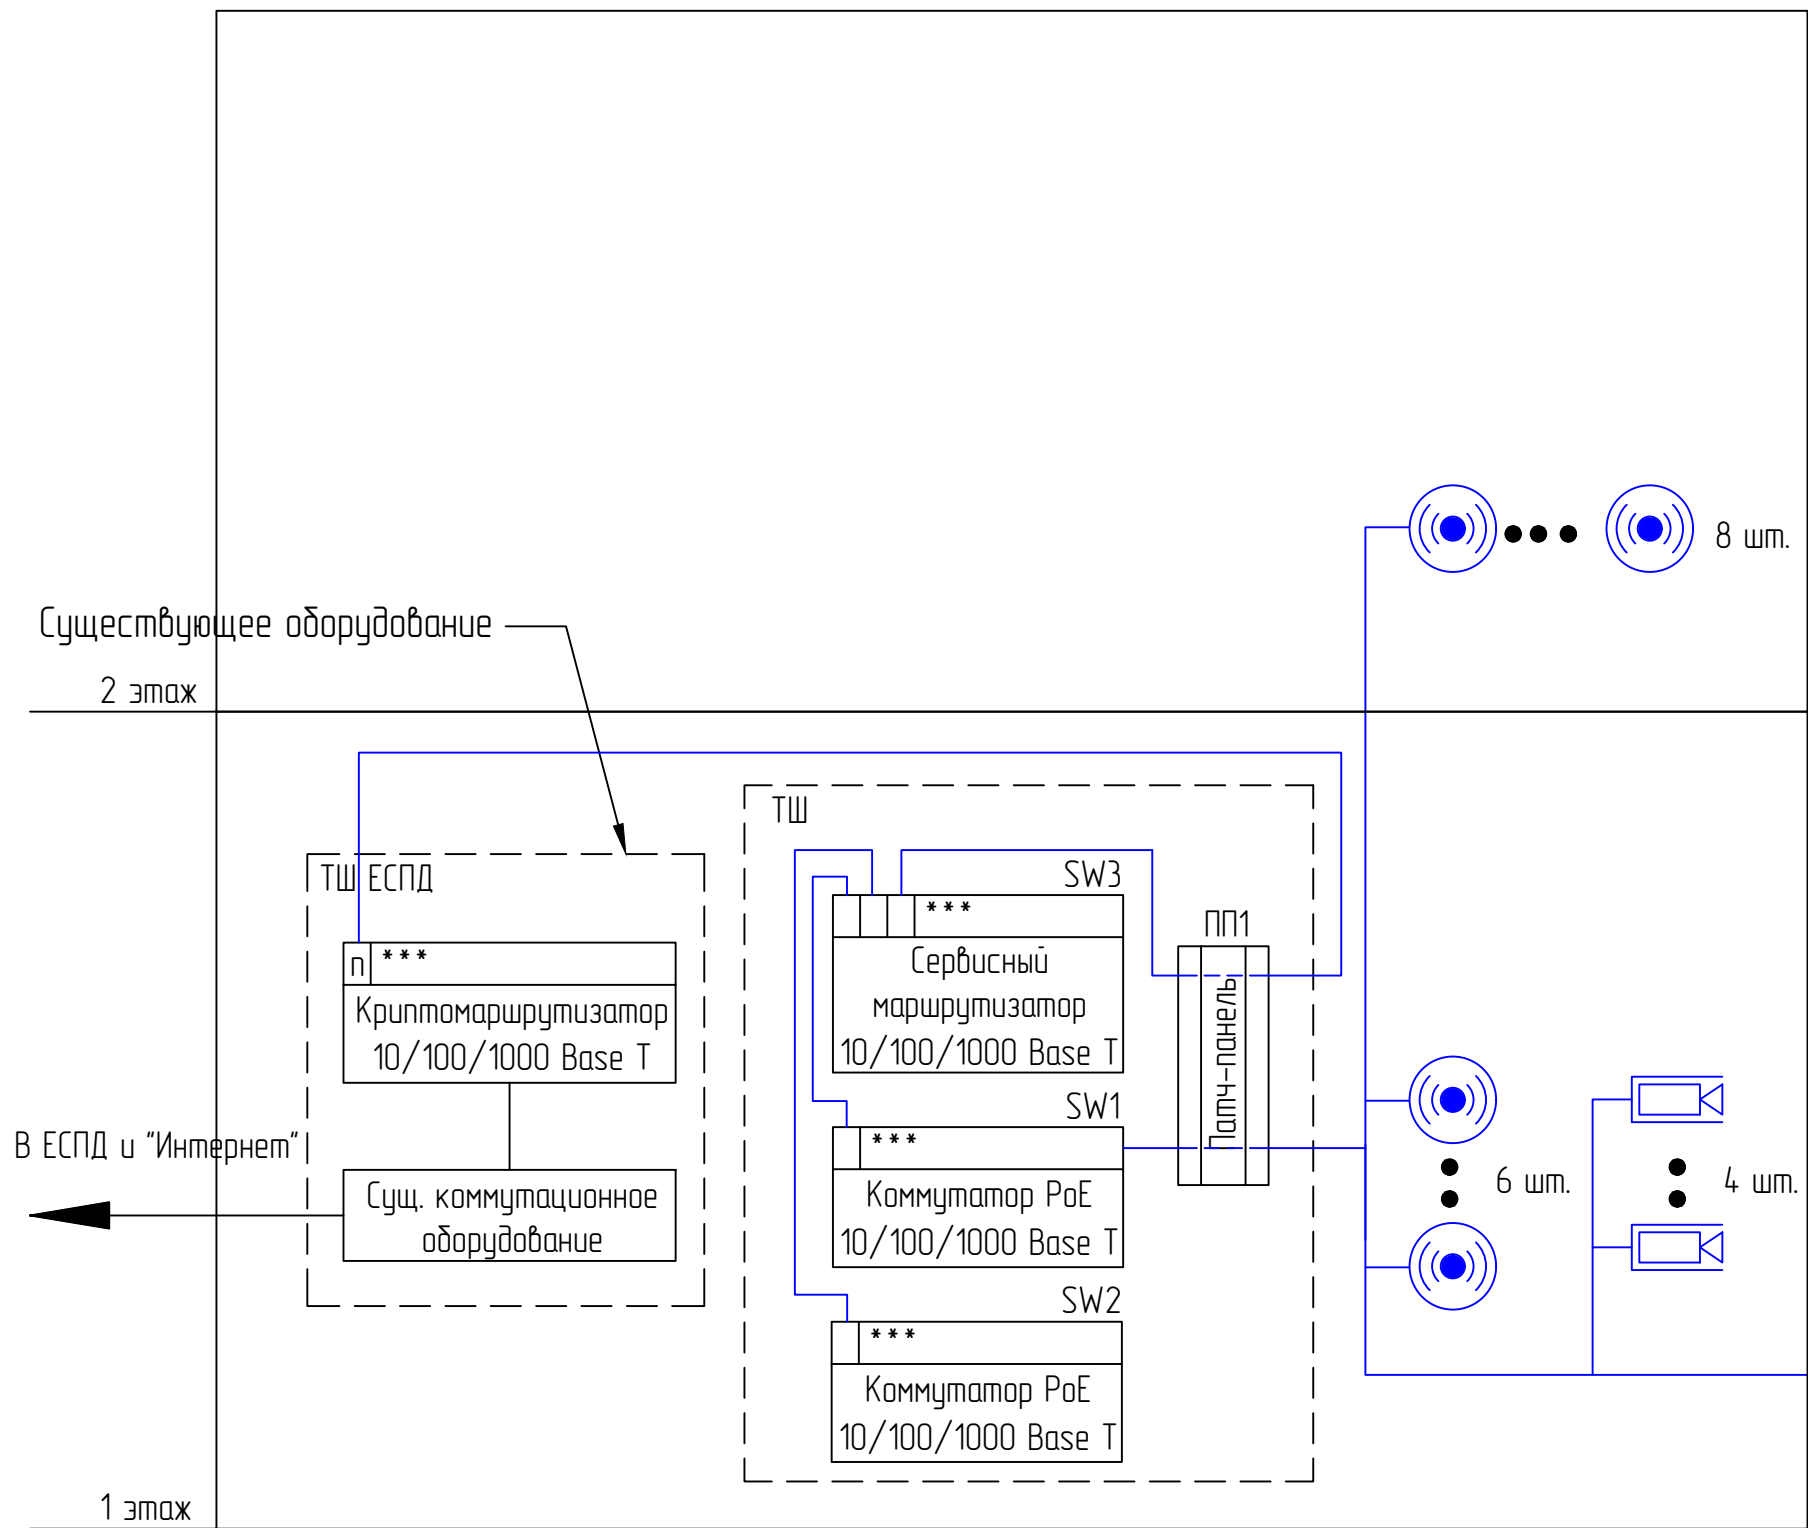 8 шт.
Существующее оборудование
2 этаж
ТШ
ТШ ЕСПД
SW3
***
Сервисный
маршрутизатор
10/100/1000 Base T
ПП1
Патч-панель
п ***
Криптомаршрутизатор
10/100/1000 Base T
SW1
***
Коммутатор PoE
10/100/1000 Base T
В ЕСПД и "Интернет"
Сущ. коммутационное
оборудование
6 шт.
4 шт.
SW2
***
Коммутатор PoE
10/100/1000 Base T
1 этаж